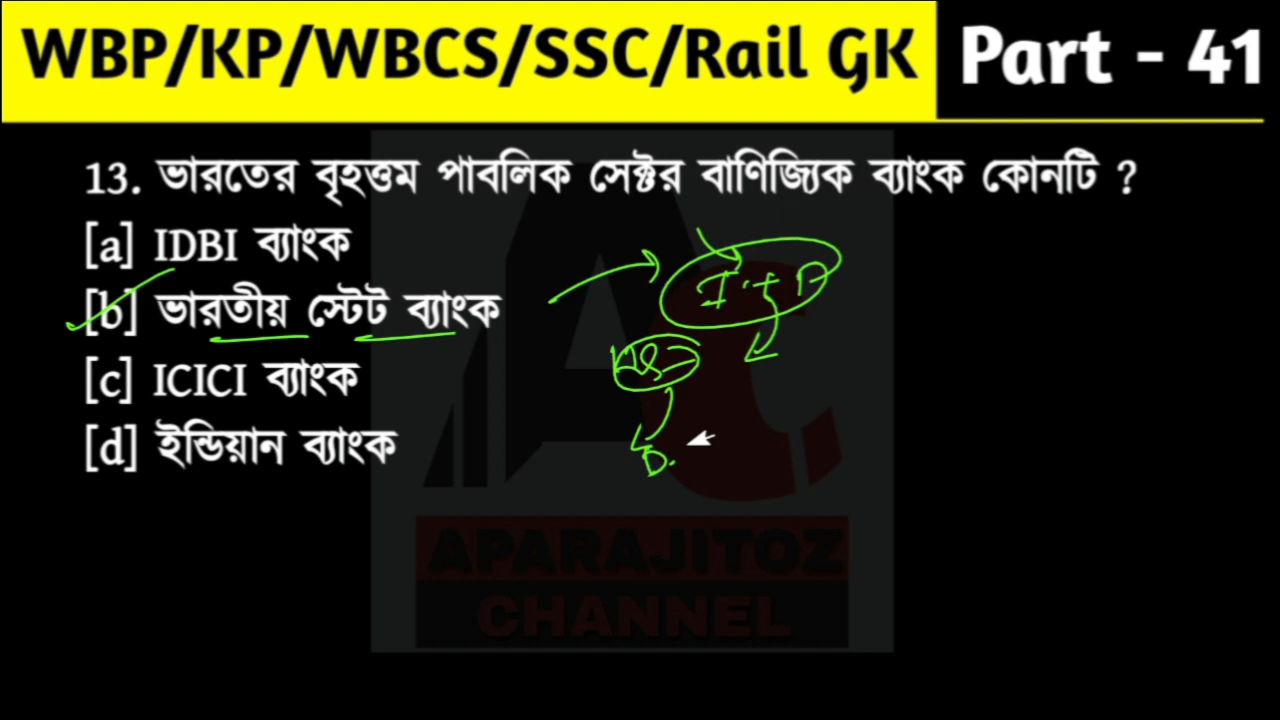 WBP/KP/WBCS/SSC/Rail GK Part - 41
13. ভারতের বৃহত্তম পাবলিক সেক্টর বাণিজ্যিক ব্যাংক কোনটি ?
[a] IDBI ব্যাংক
[b] ভারতীয় স্টেট ব্যাংক
[c] ICICI ব্যাংক
[d] ইন্ডিয়ান ব্যাংক
D.
APARAJITOZ
CHANNEL